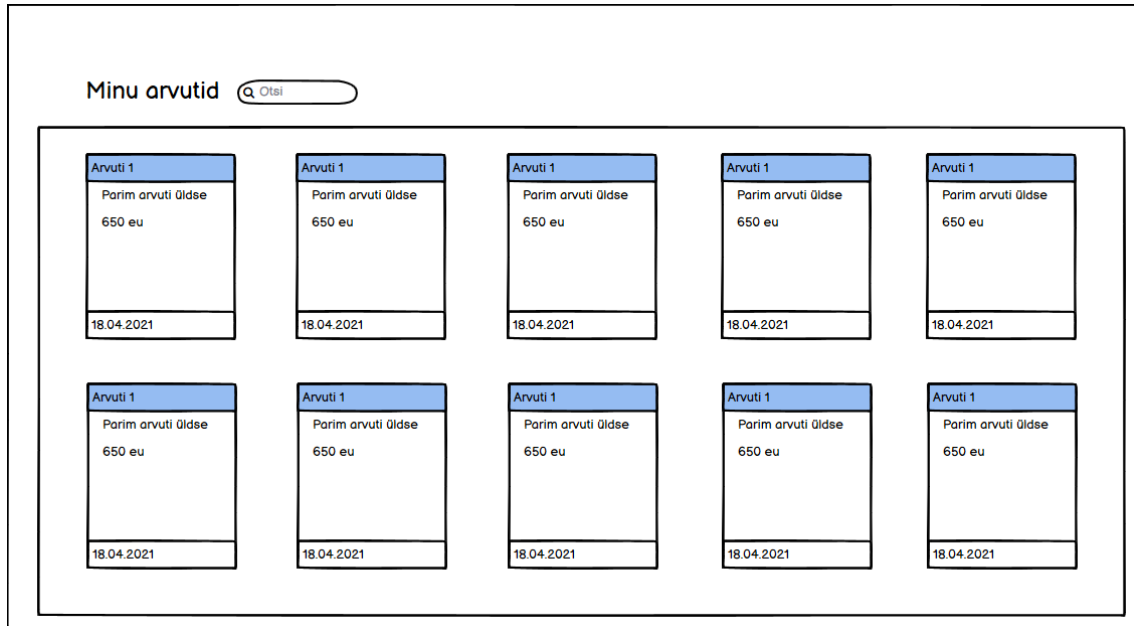 Minu arvutid
Otsi
Arvuti 1
Parim arvuti üldse
650 eu
18.04.2021
Arvuti 1
Parim arvuti üldse
650 eu
18.04.2021
Arvuti 1
Parim arvuti üldse
650 eu
18.04.2021
Arvuti 1
Parim arvuti üldse
650 eu
18.04.2021
Arvuti 1
Parim arvuti üldse
650 eu
18.04.2021
Arvuti 1
Parim arvuti üldse
650 eu
18.04.2021
Arvuti 1
Parim arvuti üldse
650 eu
18.04.2021
Arvuti 1
Parim arvuti üldse
650 eu
18.04.2021
Arvuti 1
Parim arvuti üldse
650 eu
18.04.2021
Arvuti 1
Parim arvuti üldse
650 eu
18.04.2021